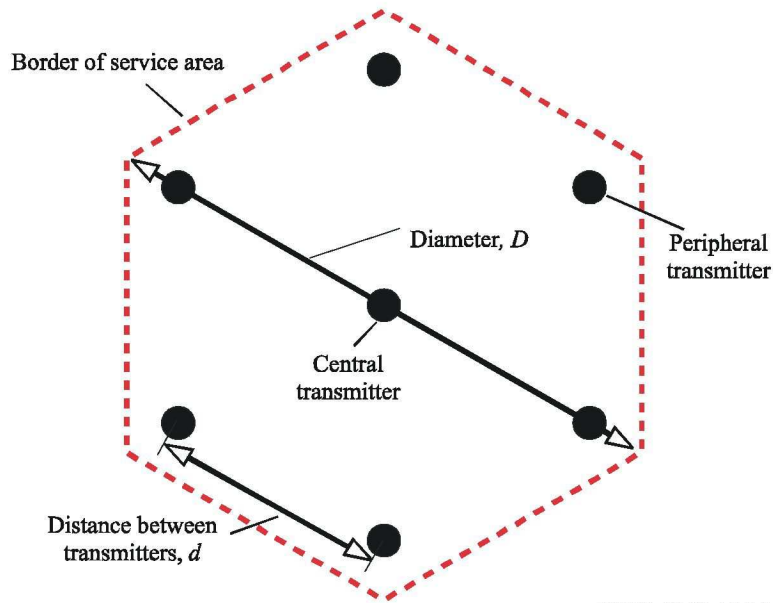 Border of service area
Diameter, D
Peripheral
transmitter
Central
transmitter
Distance between
transmitters, d